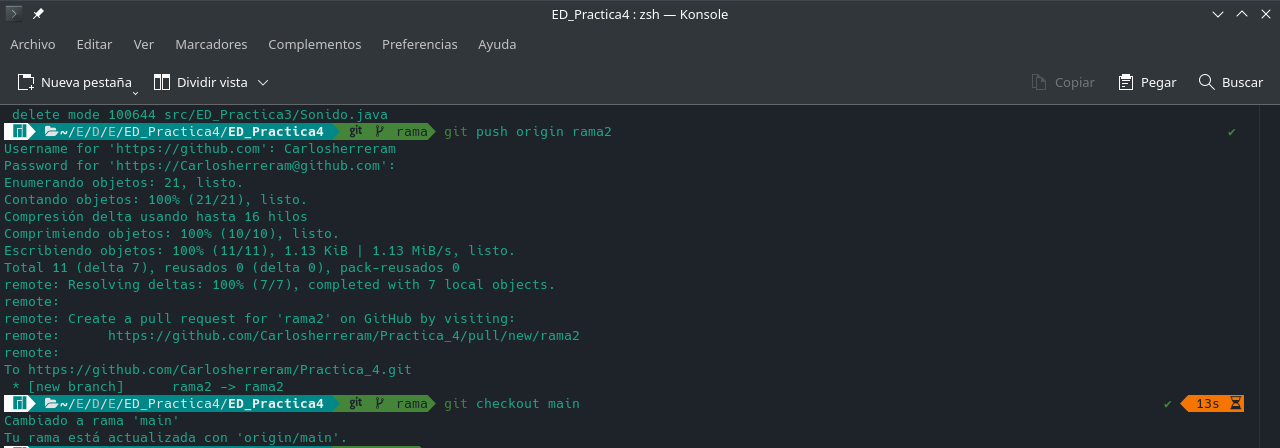 ED_Practica4 : zsh — Konsole
Archivo Editar Ver Marcadores Complementos Preferencias Ayuda
Nueva pestaña Dividir vista Copiar Pegar Buscar
delete mode 100644 src/ED_Practica3/Sonido.java
~/E/D/E/ED_Practica4/ED_Practica4 git rama git push origin rama2 ✔
Username for 'https://github.com': Carlosherreram
Password for 'https://Carlosherreram@github.com':
Enumerando objetos: 21, listo.
Contando objetos: 100% (21/21), listo.
Compresión delta usando hasta 16 hilos
Comprimiendo objetos: 100% (10/10), listo.
Escribiendo objetos: 100% (11/11), 1.13 KiB | 1.13 MiB/s, listo.
Total 11 (delta 7), reusados 0 (delta 0), pack-reusados 0
remote: Resolving deltas: 100% (7/7), completed with 7 local objects.
remote:
remote: Create a pull request for 'rama2' on GitHub by visiting:
remote:      https://github.com/Carlosherreram/Practica_4/pull/new/rama2
remote:
To https://github.com/Carlosherreram/Practica_4.git
 * [new branch]      rama2 -> rama2
~/E/D/E/ED_Practica4/ED_Practica4 git rama git checkout main ✔ 13s
Cambiado a rama 'main'
Tu rama está actualizada con 'origin/main'.